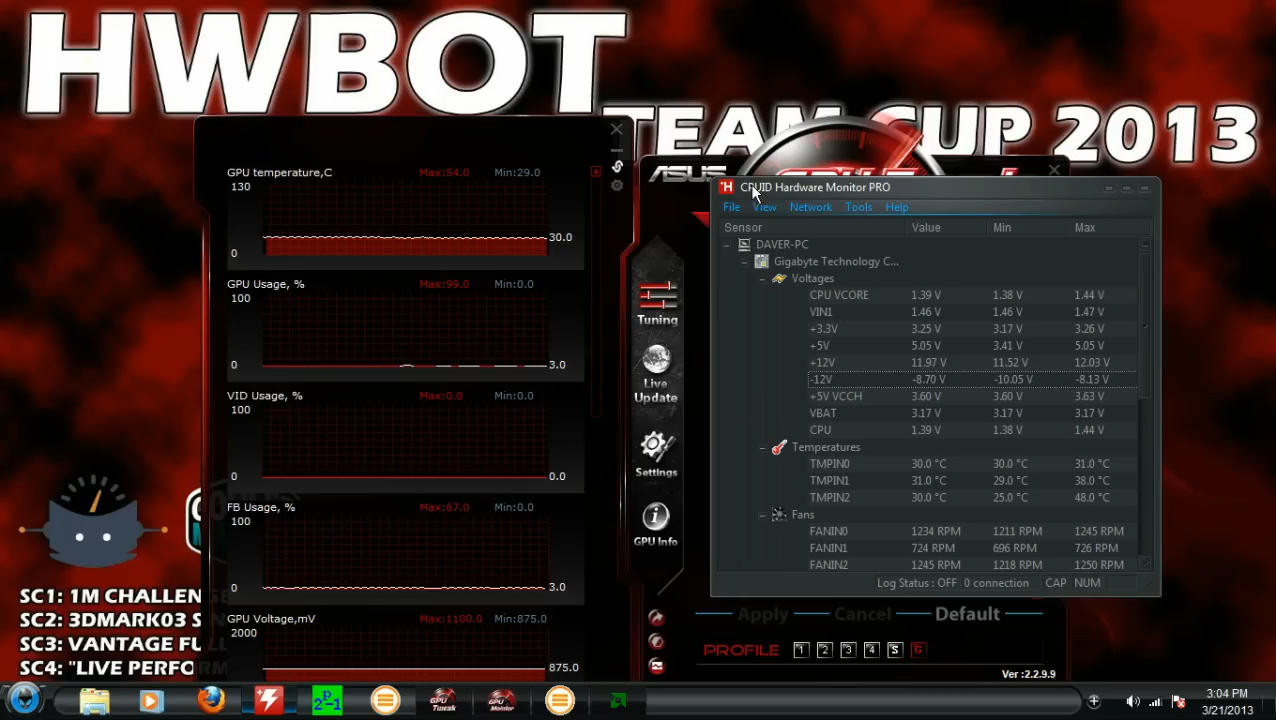 HWBOT
TEAM CUP 2013
GPU temperature,C Max:54.0 Min:29.0
130
30.0
0
GPU Usage, % Max:99.0 Min:0.0
100
0 3.0
VID Usage, % Max:0.0 Min:0.0
100
0 0.0
FB Usage, % Max:67.0 Min:0.0
100
0 3.0
GPU Voltage,mV Max:1100.0 Min:875.0
2000
875.0
ASUS
Tuning
Live
Update
Settings
GPU Info
CPUID Hardware Monitor PRO
File View Network Tools Help
Sensor Value Min Max
DAVER-PC
Gigabyte Technology C...
Voltages
CPU VCORE 1.39 V 1.38 V 1.44 V
VIN1 1.46 V 1.46 V 1.47 V
+3.3V 3.25 V 3.17 V 3.26 V
+5V 5.05 V 3.41 V 5.05 V
+12V 11.97 V 11.52 V 12.03 V
-12V -8.70 V -10.05 V -8.13 V
+5V VCCH 3.60 V 3.60 V 3.63 V
VBAT 3.17 V 3.17 V 3.17 V
CPU 1.39 V 1.38 V 1.44 V
Temperatures
TMPIN0 30.0 °C 30.0 °C 31.0 °C
TMPIN1 31.0 °C 29.0 °C 38.0 °C
TMPIN2 30.0 °C 25.0 °C 48.0 °C
Fans
FANIN0 1234 RPM 1211 RPM 1245 RPM
FANIN1 724 RPM 696 RPM 726 RPM
FANIN2 1245 RPM 1218 RPM 1250 RPM
Log Status : OFF 0 connection CAP NUM
Apply Cancel Default
PROFILE 1 2 3 4 S G
Ver :2.2.9.9
SC1: 1M CHALLENGE
SC2: 3DMARK03 S
SC3: VANTAGE FUL
SC4: "LIVE PERFOR
GPU
Tweak
GPU
Monitor
3:04 PM
3/21/2013